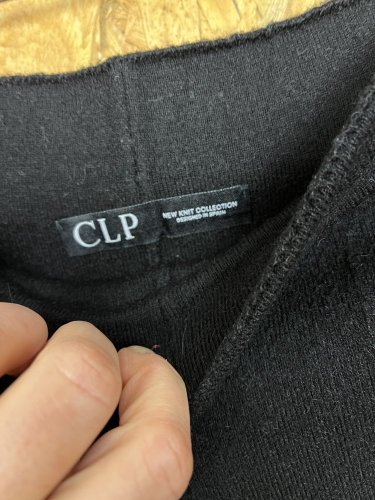 CLP
NEW KNIT COLLECTION
DESIGNED IN SPAIN